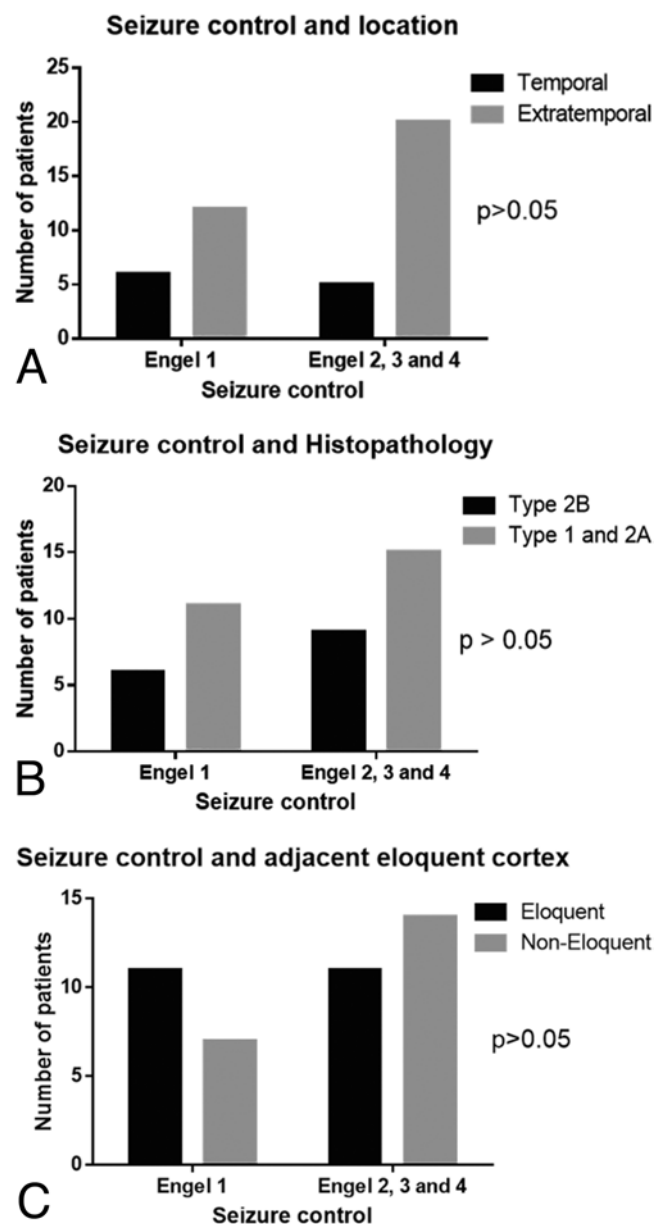 Seizure control and location
25
20
15
10
5
0
Number of patients
Temporal
Extratemporal
p>0.05
Engel 1
Engel 2, 3 and 4
Seizure control
A
Seizure control and Histopathology
20
15
10
5
0
Number of patients
Type 2B
Type 1 and 2A
p > 0.05
Engel 1
Engel 2, 3 and 4
Seizure control
B
Seizure control and adjacent eloquent cortex
15
10
5
0
Number of patients
Eloquent
Non-Eloquent
p>0.05
Engel 1
Engel 2, 3 and 4
Seizure control
C